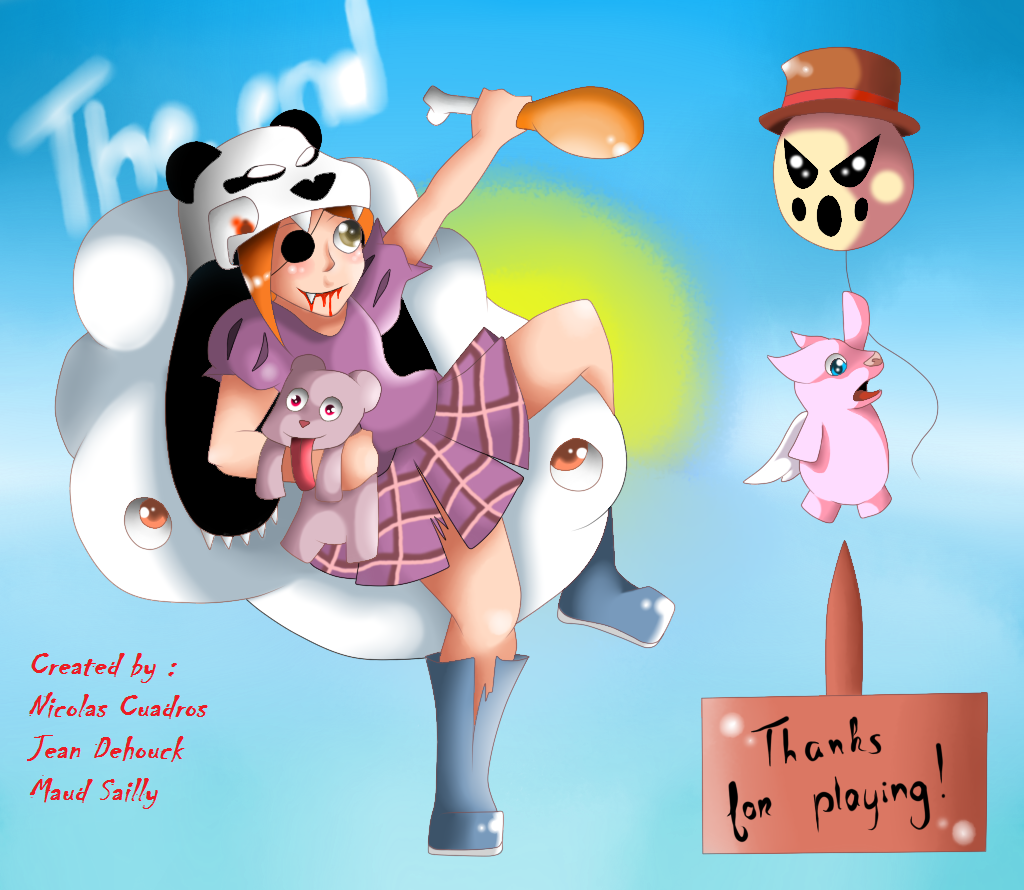 The end
Created by :
Nicolas Cuadros
Jean Dehouck
Maud Sailly
Thanks
for playing!